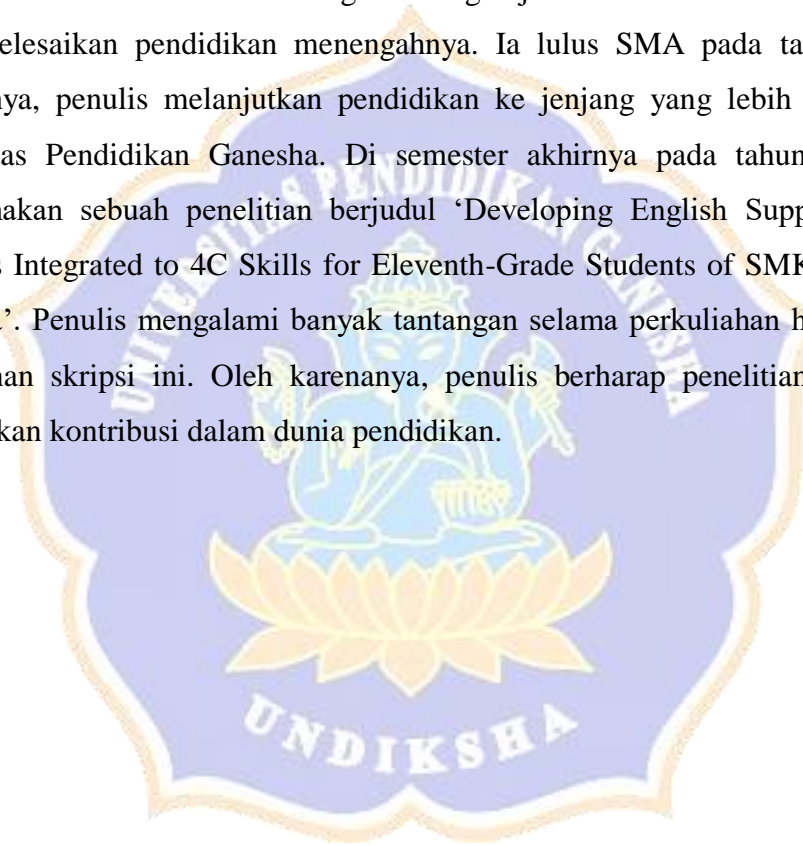 elesaikan pendidikan menengahnya. Ia lulus SMA pada ta
nya, penulis melanjutkan pendidikan ke jenjang yang lebih
as Pendidikan Ganesha. Di semester akhirnya pada tahun
nakan sebuah penelitian berjudul ‘Developing English Supp
s Integrated to 4C Skills for Eleventh-Grade Students of SMK
’. Penulis mengalami banyak tantangan selama perkuliahan h
nan skripsi ini. Oleh karenanya, penulis berharap penelitian
kan kontribusi dalam dunia pendidikan.
UNIVERSITAS PENDIDIKAN GANESHA
UNDIKSHA